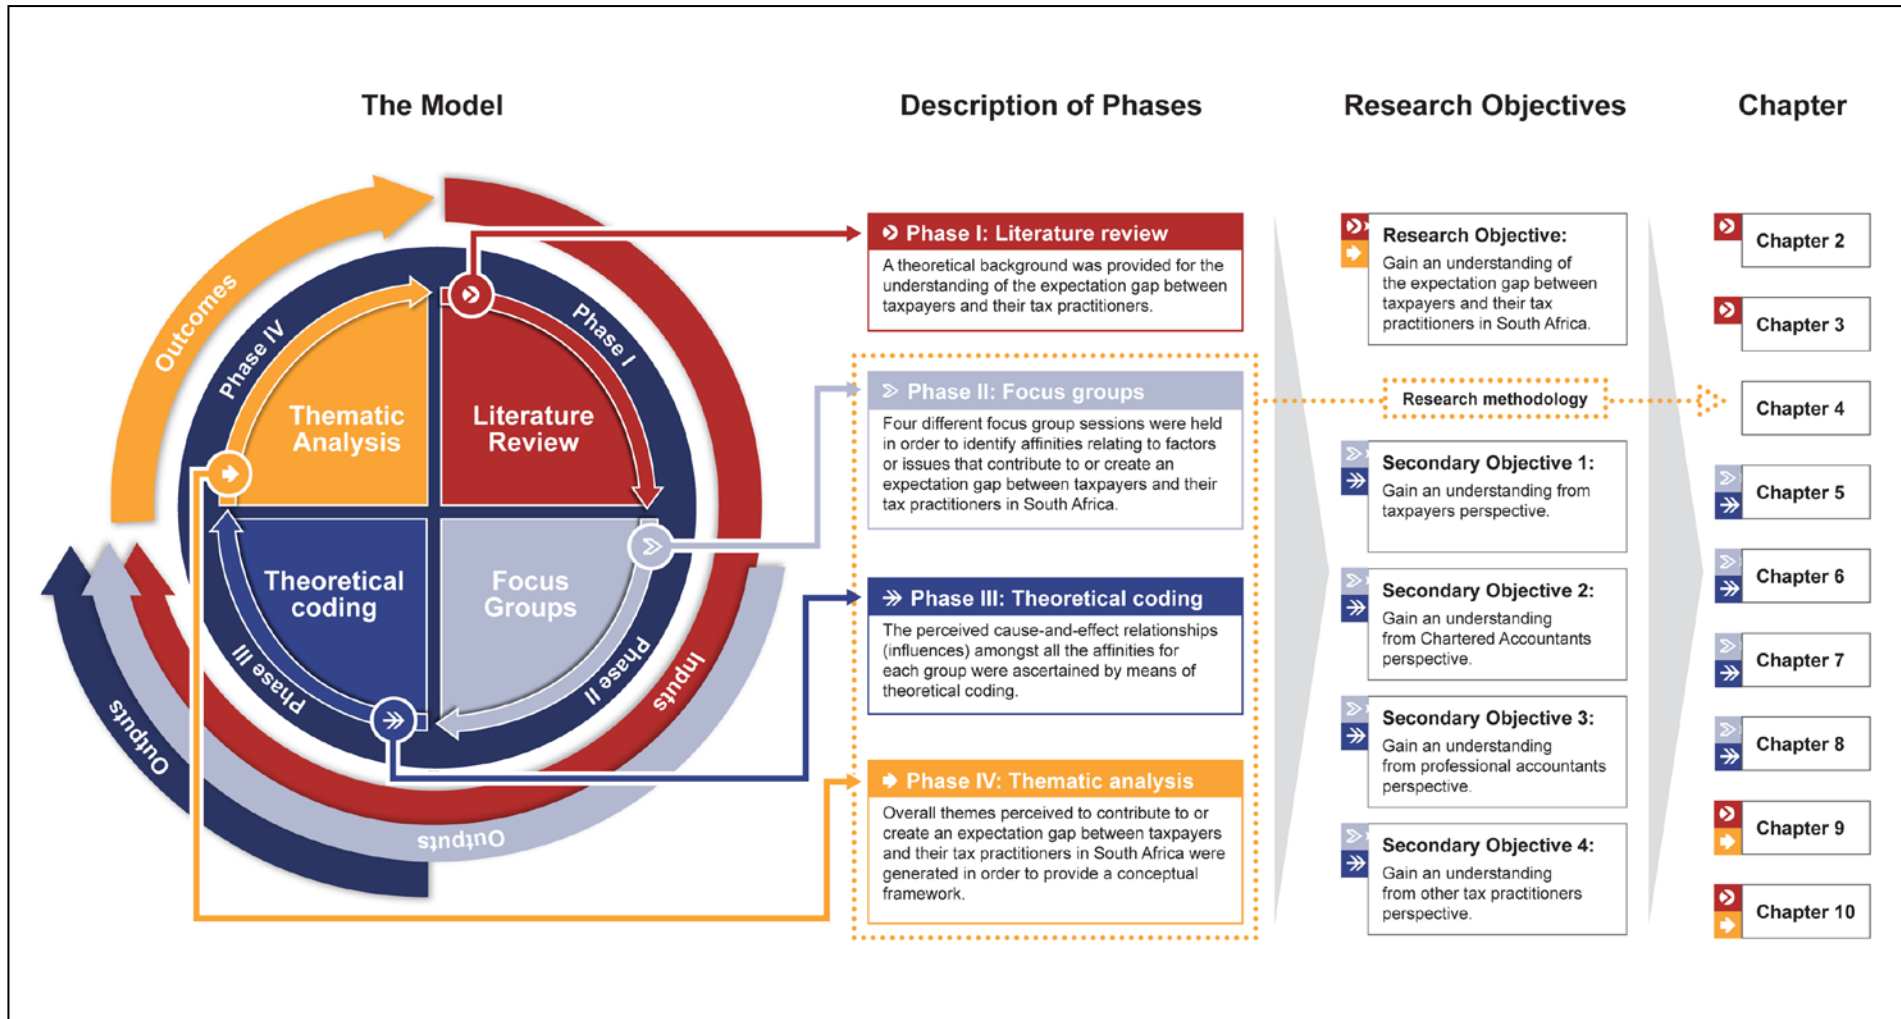 The Model
Description of Phases
Research Objectives
Chapter
Outcomes
Phase IV
Phase I
Thematic
Analysis
Literature
Review
Theoretical
coding
Focus
Groups
Phase III
Phase II
Inputs
Outputs
Outputs
Phase I: Literature review
A theoretical background was provided for the
understanding of the expectation gap between
taxpayers and their tax practitioners.
Phase II: Focus groups
Four different focus group sessions were held
in order to identify affinities relating to factors
or issues that contribute to or create an
expectation gap between taxpayers and their
tax practitioners in South Africa.
Phase III: Theoretical coding
The perceived cause-and-effect relationships
(influences) amongst all the affinities for
each group were ascertained by means of
theoretical coding.
Phase IV: Thematic analysis
Overall themes perceived to contribute to or
create an expectation gap between taxpayers
and their tax practitioners in South Africa were
generated in order to provide a conceptual
framework.
Research Objective:
Gain an understanding of
the expectation gap between
taxpayers and their tax
practitioners in South Africa.
Research methodology
Secondary Objective 1:
Gain an understanding from
taxpayers perspective.
Secondary Objective 2:
Gain an understanding
from Chartered Accountants
perspective.
Secondary Objective 3:
Gain an understanding
from professional accountants
perspective.
Secondary Objective 4:
Gain an understanding
from other tax practitioners
perspective.
Chapter 2
Chapter 3
Chapter 4
Chapter 5
Chapter 6
Chapter 7
Chapter 8
Chapter 9
Chapter 10